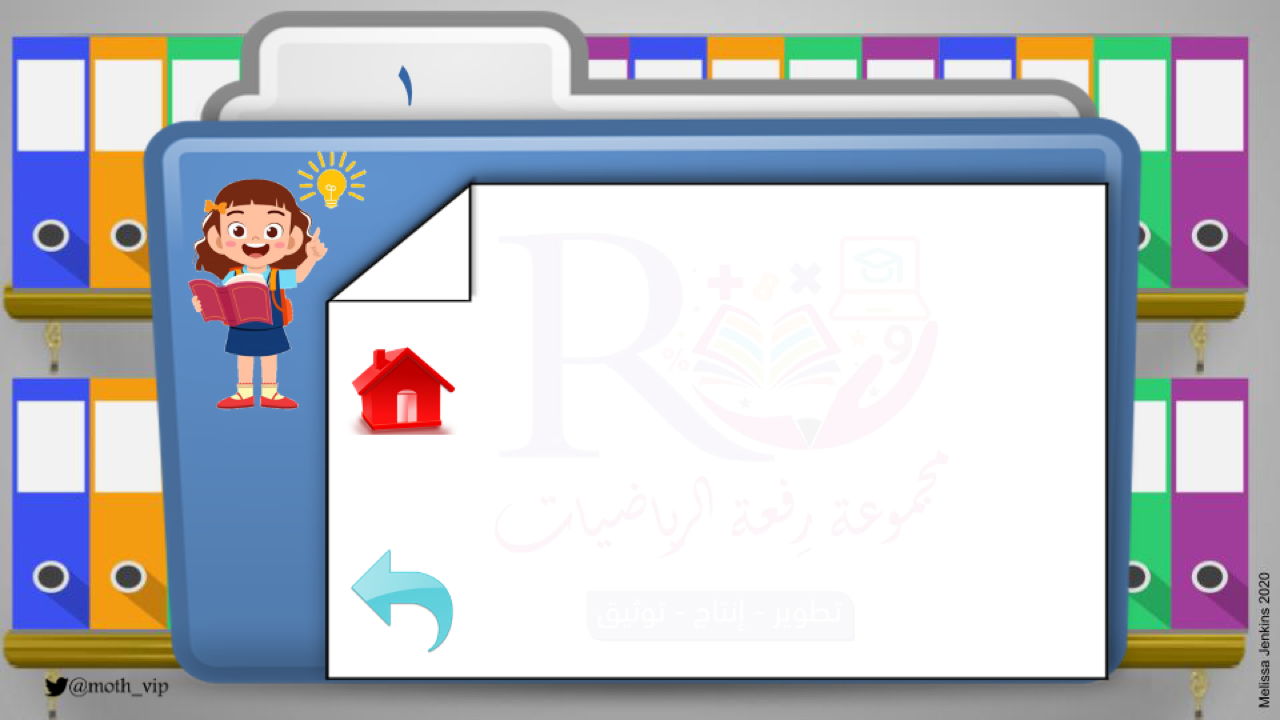 ١
مجموعة رفعة الرياضيات
تطوير - إنتاج - توثيق
@moth_vip
Melissa Jenkins 2020